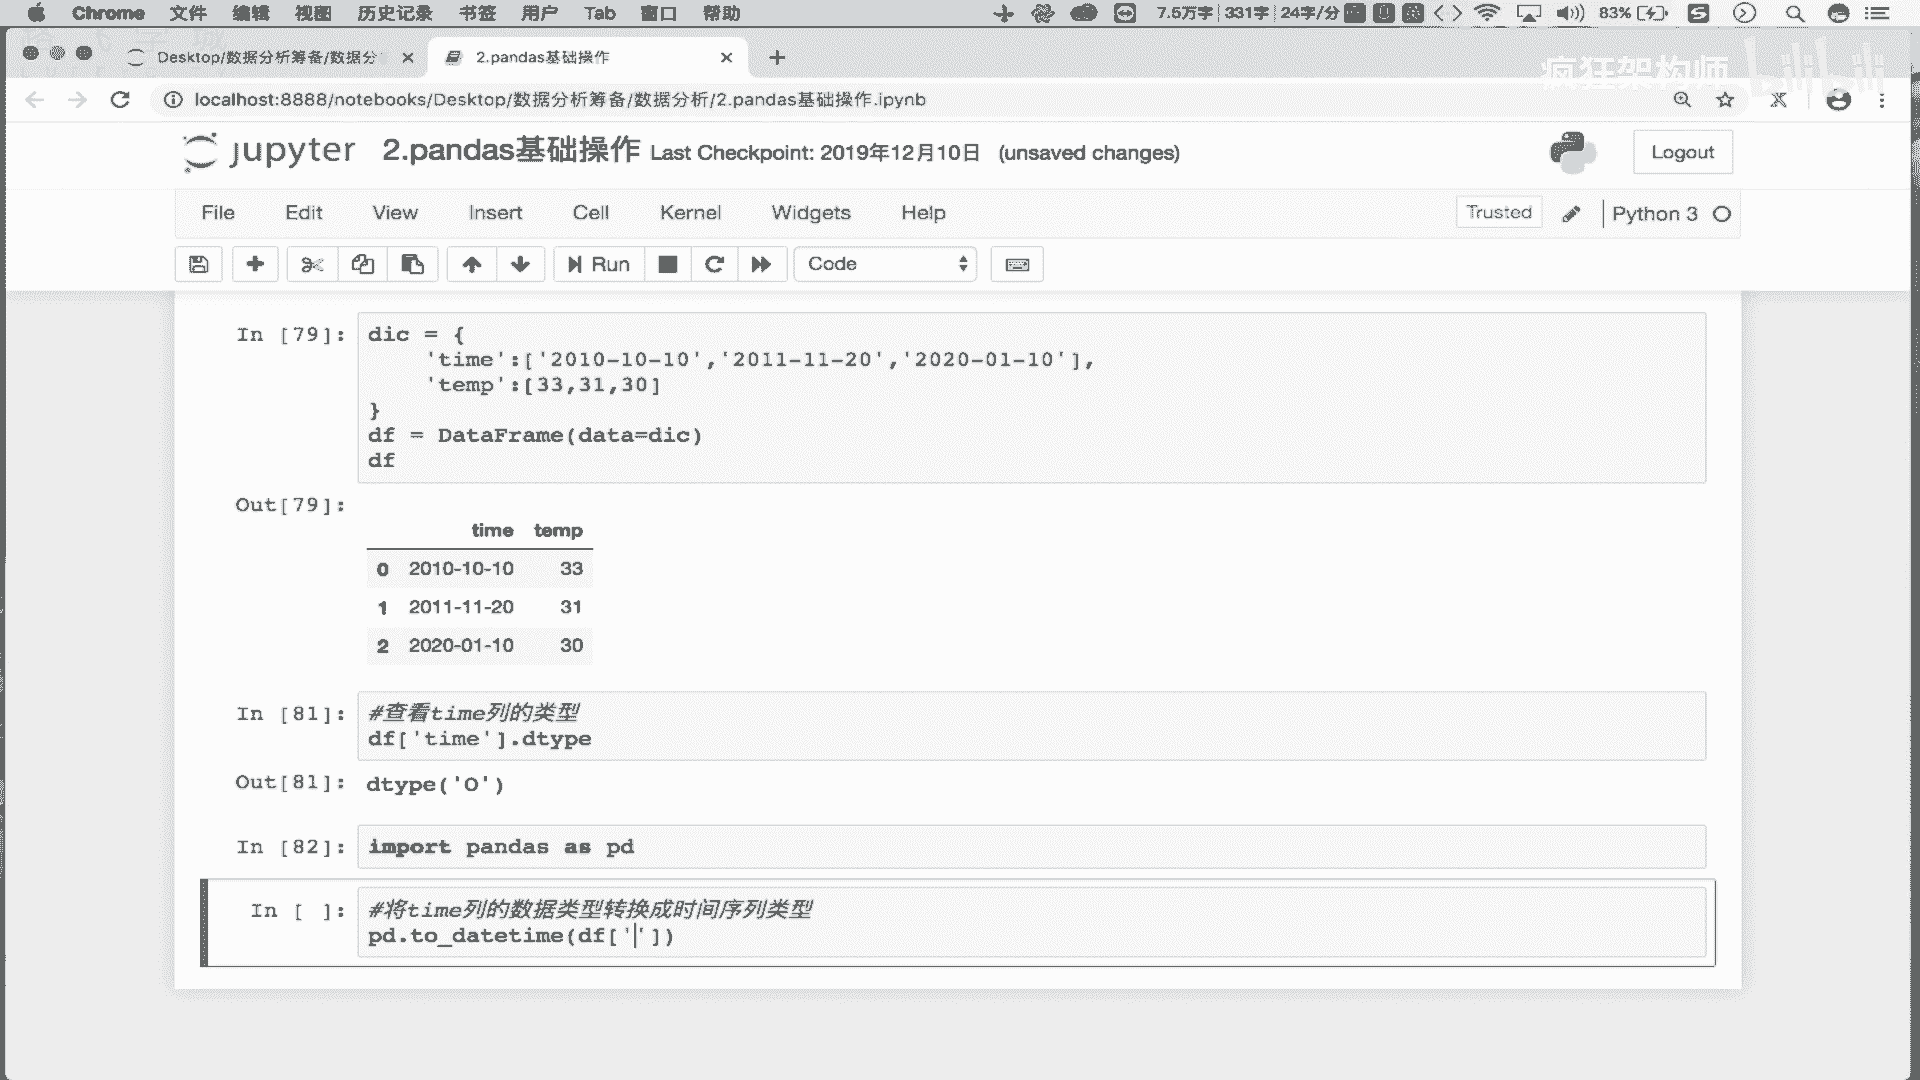 Chrome 文件 编辑 视图 历史记录 书签 用户 Tab 窗口 帮助 7.5万字 331字 24字/分 83%
Desktop/数据分析筹备/数据分 2.pandas基础操作
疯狂架构师 bilibili
localhost:8888/notebooks/Desktop/数据分析筹备/数据分析/2.pandas基础操作.ipynb
jupyter 2.pandas基础操作 Last Checkpoint: 2019年12月10日 (unsaved changes) Logout
File Edit View Insert Cell Kernel Widgets Help Trusted Python 3
Run Code
In [79]: dic = {
'time':['2010-10-10','2011-11-20','2020-01-10'],
'temp':[33,31,30]
}
df = DataFrame(data=dic)
df
Out[79]:
time temp
0 2010-10-10 33
1 2011-11-20 31
2 2020-01-10 30
In [81]: #查看time列的类型
df['time'].dtype
Out[81]: dtype('O')
In [82]: import pandas as pd
In [ ]: #将time列的数据类型转换成时间序列类型
pd.to_datetime(df[''])